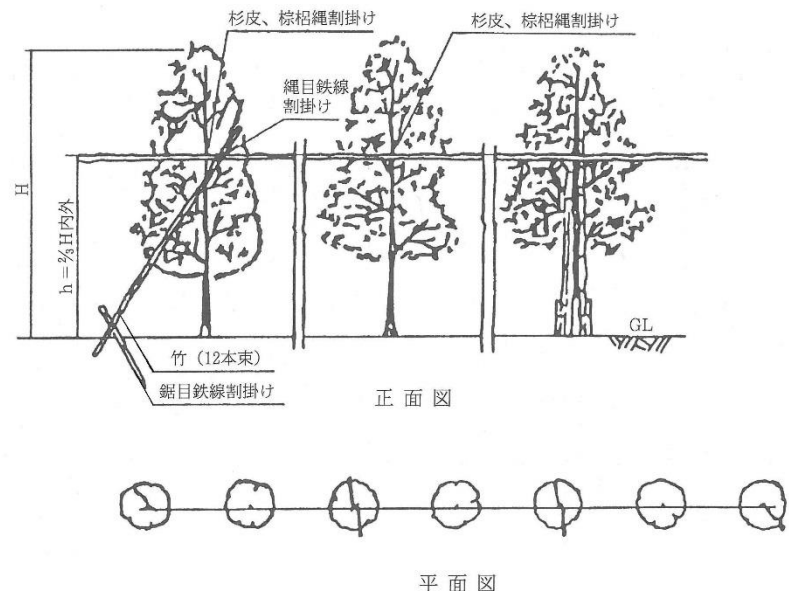 杉皮、棕梠縄割掛け
杉皮、棕梠縄割掛け
縄目鉄線
割掛け
H
h = ⅔ H内外
GL
竹（12本束）
鋸目鉄線割掛け
正面図
平面図